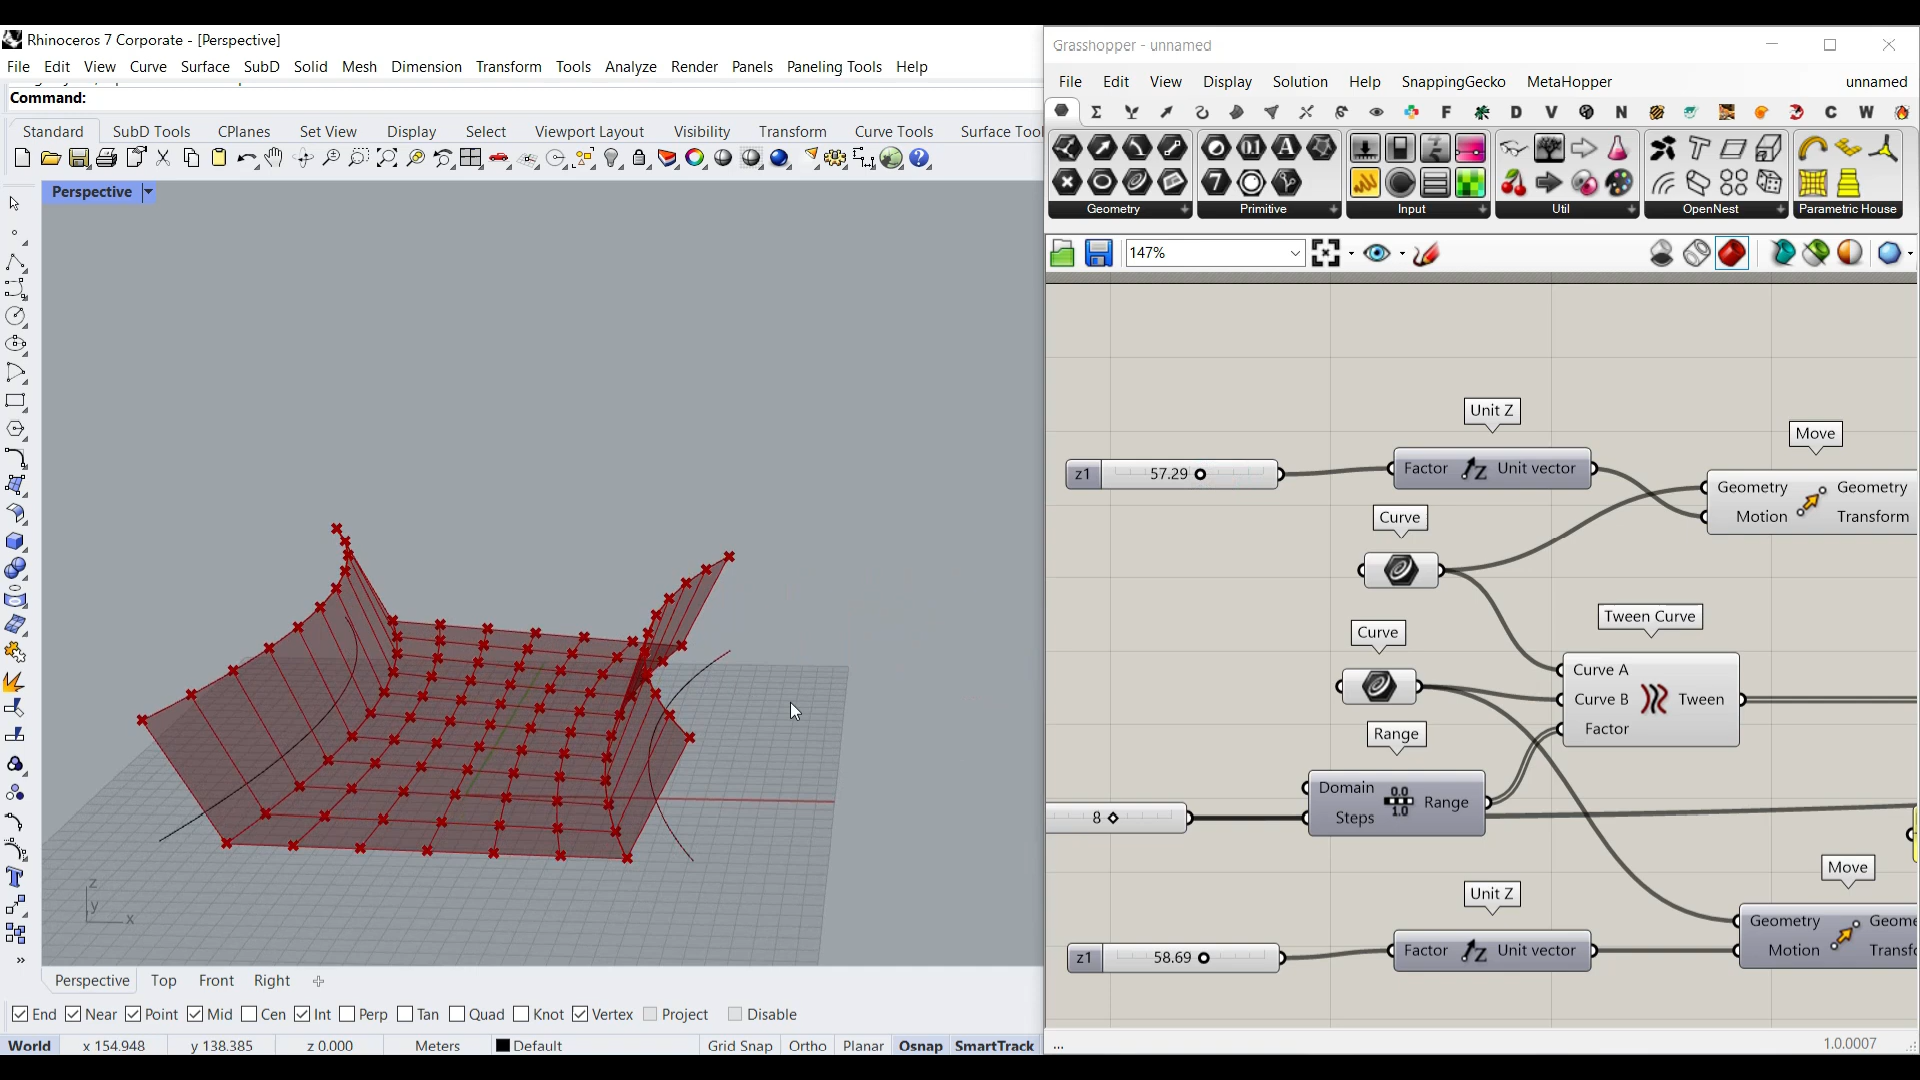 Rhinoceros 7 Corporate - [Perspective]
File Edit View Curve Surface SubD Solid Mesh Dimension Transform Tools Analyze Render Panels Paneling Tools Help
Command:
Standard SubD Tools CPlanes Set View Display Select Viewport Layout Visibility Transform Curve Tools Surface Tool
Perspective
z
y
x
Perspective Top Front Right
End Near Point Mid Cen Int Perp Tan Quad Knot Vertex Project Disable
World x 154.948 y 138.385 z 0.000 Meters Default Grid Snap Ortho Planar Osnap SmartTrack
Grasshopper - unnamed
File Edit View Display Solution Help SnappingGecko MetaHopper unnamed
F D V N C W
Geometry Primitive Input Util OpenNest Parametric House
147%
Unit Z
Move
z1 57.29
Factor Unit vector
Geometry Geometry
Motion Transform
Curve
Tween Curve
Curve
Curve A
Curve B Tween
Factor
Range
Domain
Steps Range
0.0
1.0
8
Move
Unit Z
Geometry Geome
Motion Transfo
z1 58.69
Factor Unit vector
...
1.0.0007